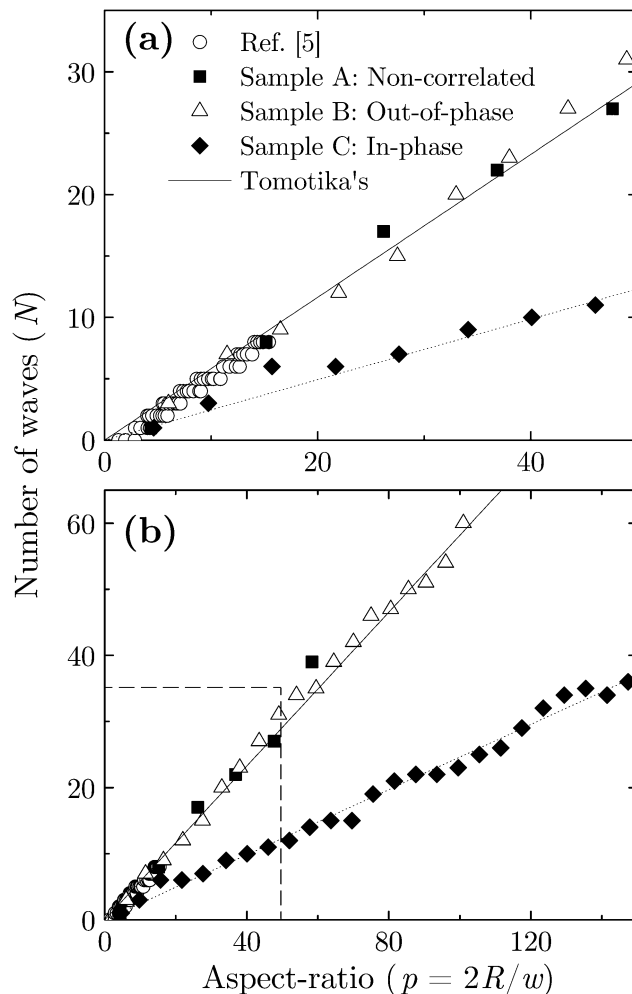 (a)
Ref. [5]
Sample A: Non-correlated
Sample B: Out-of-phase
Sample C: In-phase
Tomotika's
30
20
10
0
0 20 40
Number of waves ( N )
(b)
60
40
20
0
0 40 80 120
Aspect-ratio ( p = 2R/w )